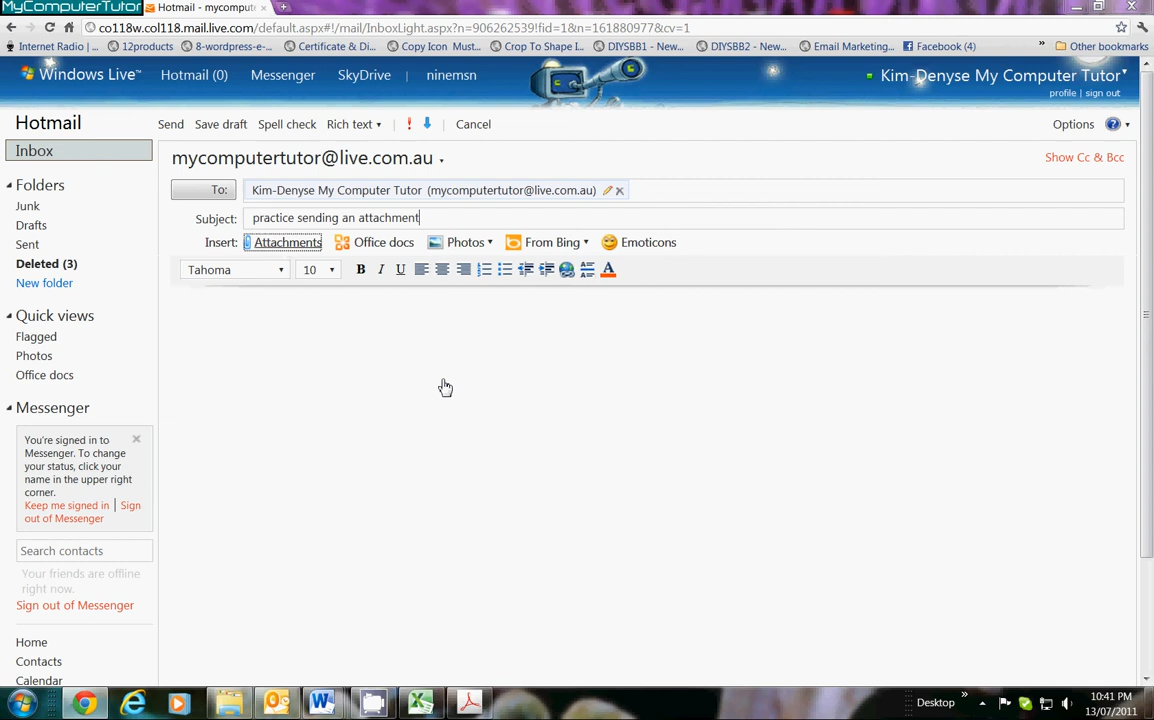 MyComputerTutor
Hotmail - mycomput
co118w.col118.mail.live.com/default.aspx#!/mail/InboxLight.aspx?n=906262539!fid=1&n=161880977&cv=1
Internet Radio | ... 12products 8-wordpress-e-... Certificate & Di... Copy Icon Must... Crop To Shape I... DIYSBB1 - New... DIYSBB2 - New... Email Marketing... Facebook (4) » Other bookmarks
Windows Live™ Hotmail (0) Messenger SkyDrive | ninemsn Kim-Denyse My Computer Tutor
profile | sign out
Hotmail Send Save draft Spell check Rich text Cancel Options
Inbox
mycomputertutor@live.com.au Show Cc & Bcc
Folders
To: Kim-Denyse My Computer Tutor (mycomputertutor@live.com.au)
Junk
Subject: practice sending an attachment
Drafts
Sent
Insert: Attachments Office docs Photos From Bing Emoticons
Deleted (3)
Tahoma 10 B I U A
New folder
Quick views
Flagged
Photos
Office docs
Messenger
You're signed in to
Messenger. To change
your status, click your
name in the upper right
corner.
Keep me signed in | Sign
out of Messenger
Search contacts
Your friends are offline
right now.
Sign out of Messenger
Home
Contacts
Calendar
Desktop »
10:41 PM
13/07/2011